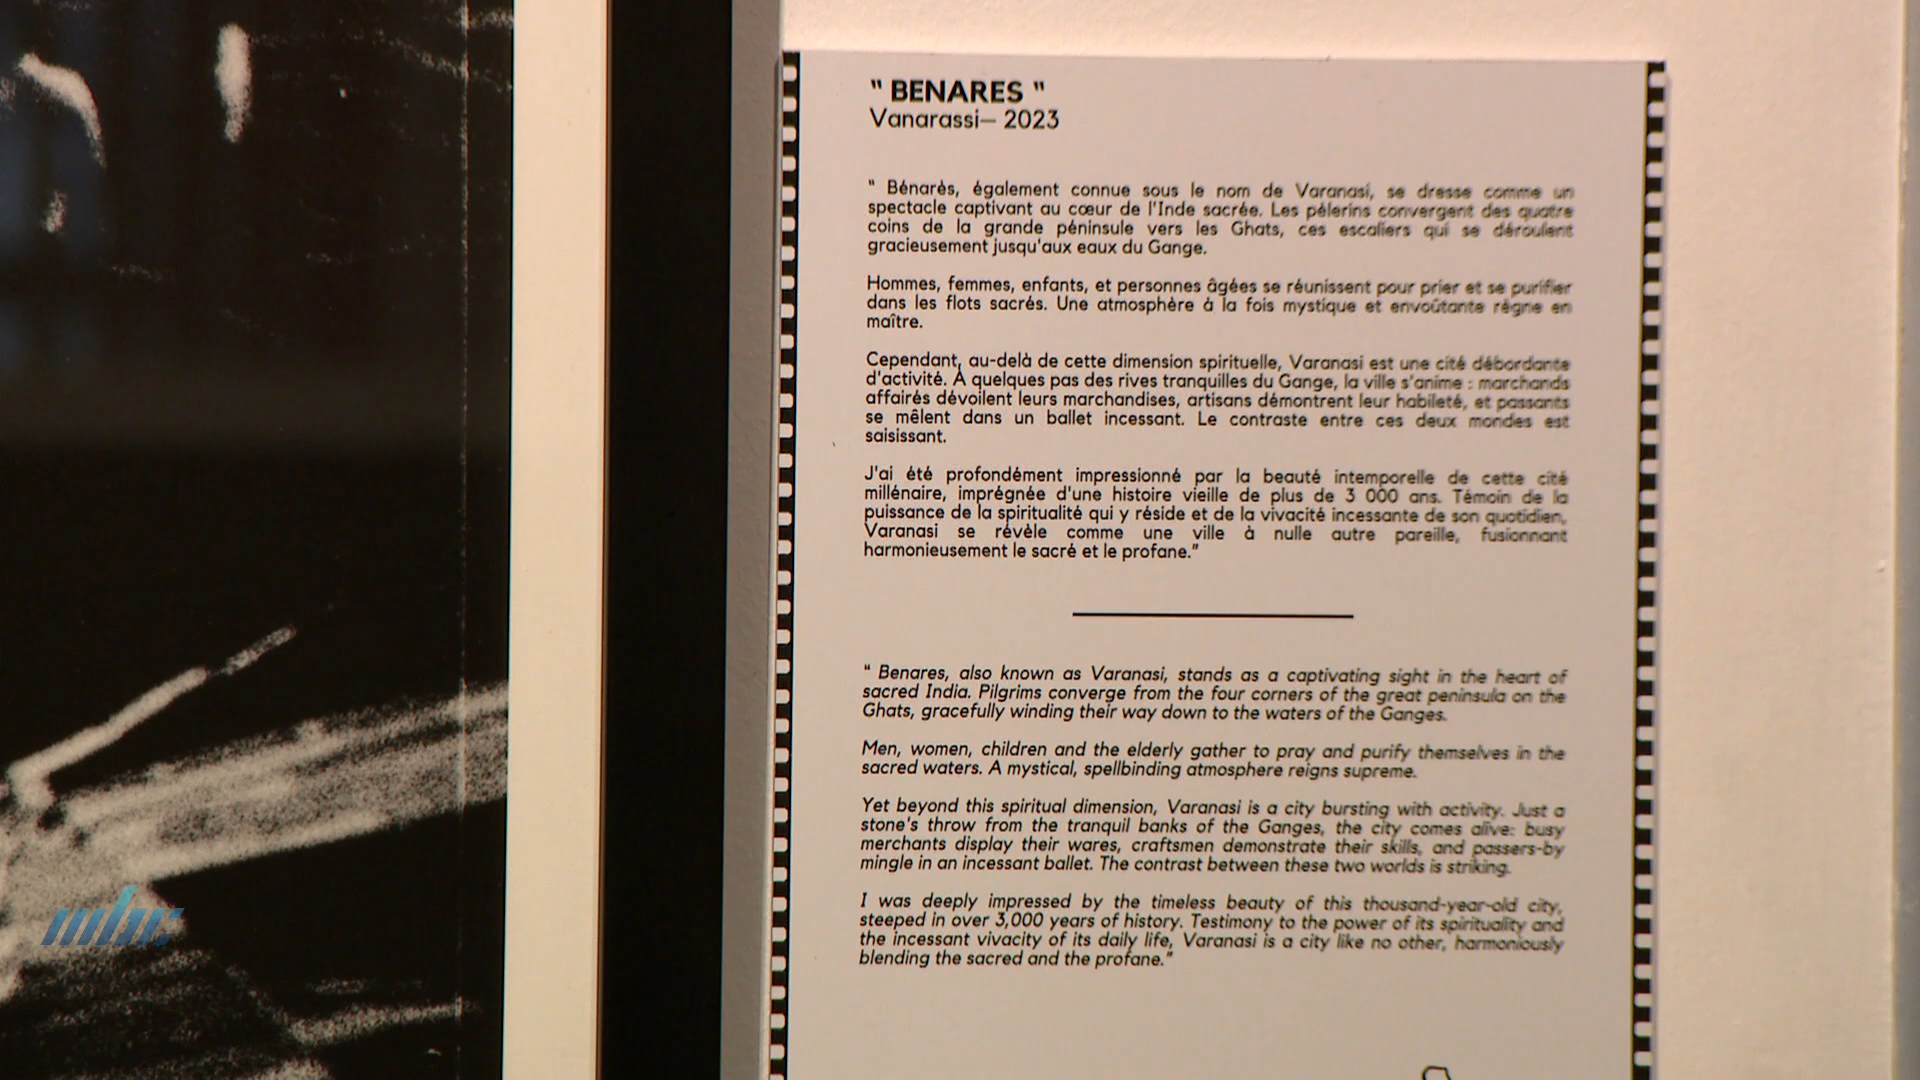 " BENARES "
Vanarassi– 2023
" Bénarès, également connue sous le nom de Varanasi, se dresse comme un
spectacle captivant au cœur de l'Inde sacrée. Les pèlerins convergent des quatre
coins de la grande péninsule vers les Ghats, ces escaliers qui se déroulent
gracieusement jusqu'aux eaux du Gange.
Hommes, femmes, enfants, et personnes âgées se réunissent pour prier et se purifier
dans les flots sacrés. Une atmosphère à la fois mystique et envoûtante règne en
maître.
Cependant, au-delà de cette dimension spirituelle, Varanasi est une cité débordante
d'activité. À quelques pas des rives tranquilles du Gange, la ville s'anime : marchands
affairés dévoilent leurs marchandises, artisans démontrent leur habileté, et passants
se mêlent dans un ballet incessant. Le contraste entre ces deux mondes est
saisissant.
J'ai été profondément impressionné par la beauté intemporelle de cette cité
millénaire, imprégnée d'une histoire vieille de plus de 3 000 ans. Témoin de la
puissance de la spiritualité qui y réside et de la vivacité incessante de son quotidien,
Varanasi se révèle comme une ville à nulle autre pareille, fusionnant
harmonieusement le sacré et le profane."
" Benares, also known as Varanasi, stands as a captivating sight in the heart of
sacred India. Pilgrims converge from the four corners of the great peninsula on the
Ghats, gracefully winding their way down to the waters of the Ganges.
Men, women, children and the elderly gather to pray and purify themselves in the
sacred waters. A mystical, spellbinding atmosphere reigns supreme.
Yet beyond this spiritual dimension, Varanasi is a city bursting with activity. Just a
stone's throw from the tranquil banks of the Ganges, the city comes alive: busy
merchants display their wares, craftsmen demonstrate their skills, and passers-by
mingle in an incessant ballet. The contrast between these two worlds is striking.
I was deeply impressed by the timeless beauty of this thousand-year-old city,
steeped in over 3,000 years of history. Testimony to the power of its spirituality and
the incessant vivacity of its daily life, Varanasi is a city like no other, harmoniously
blending the sacred and the profane."